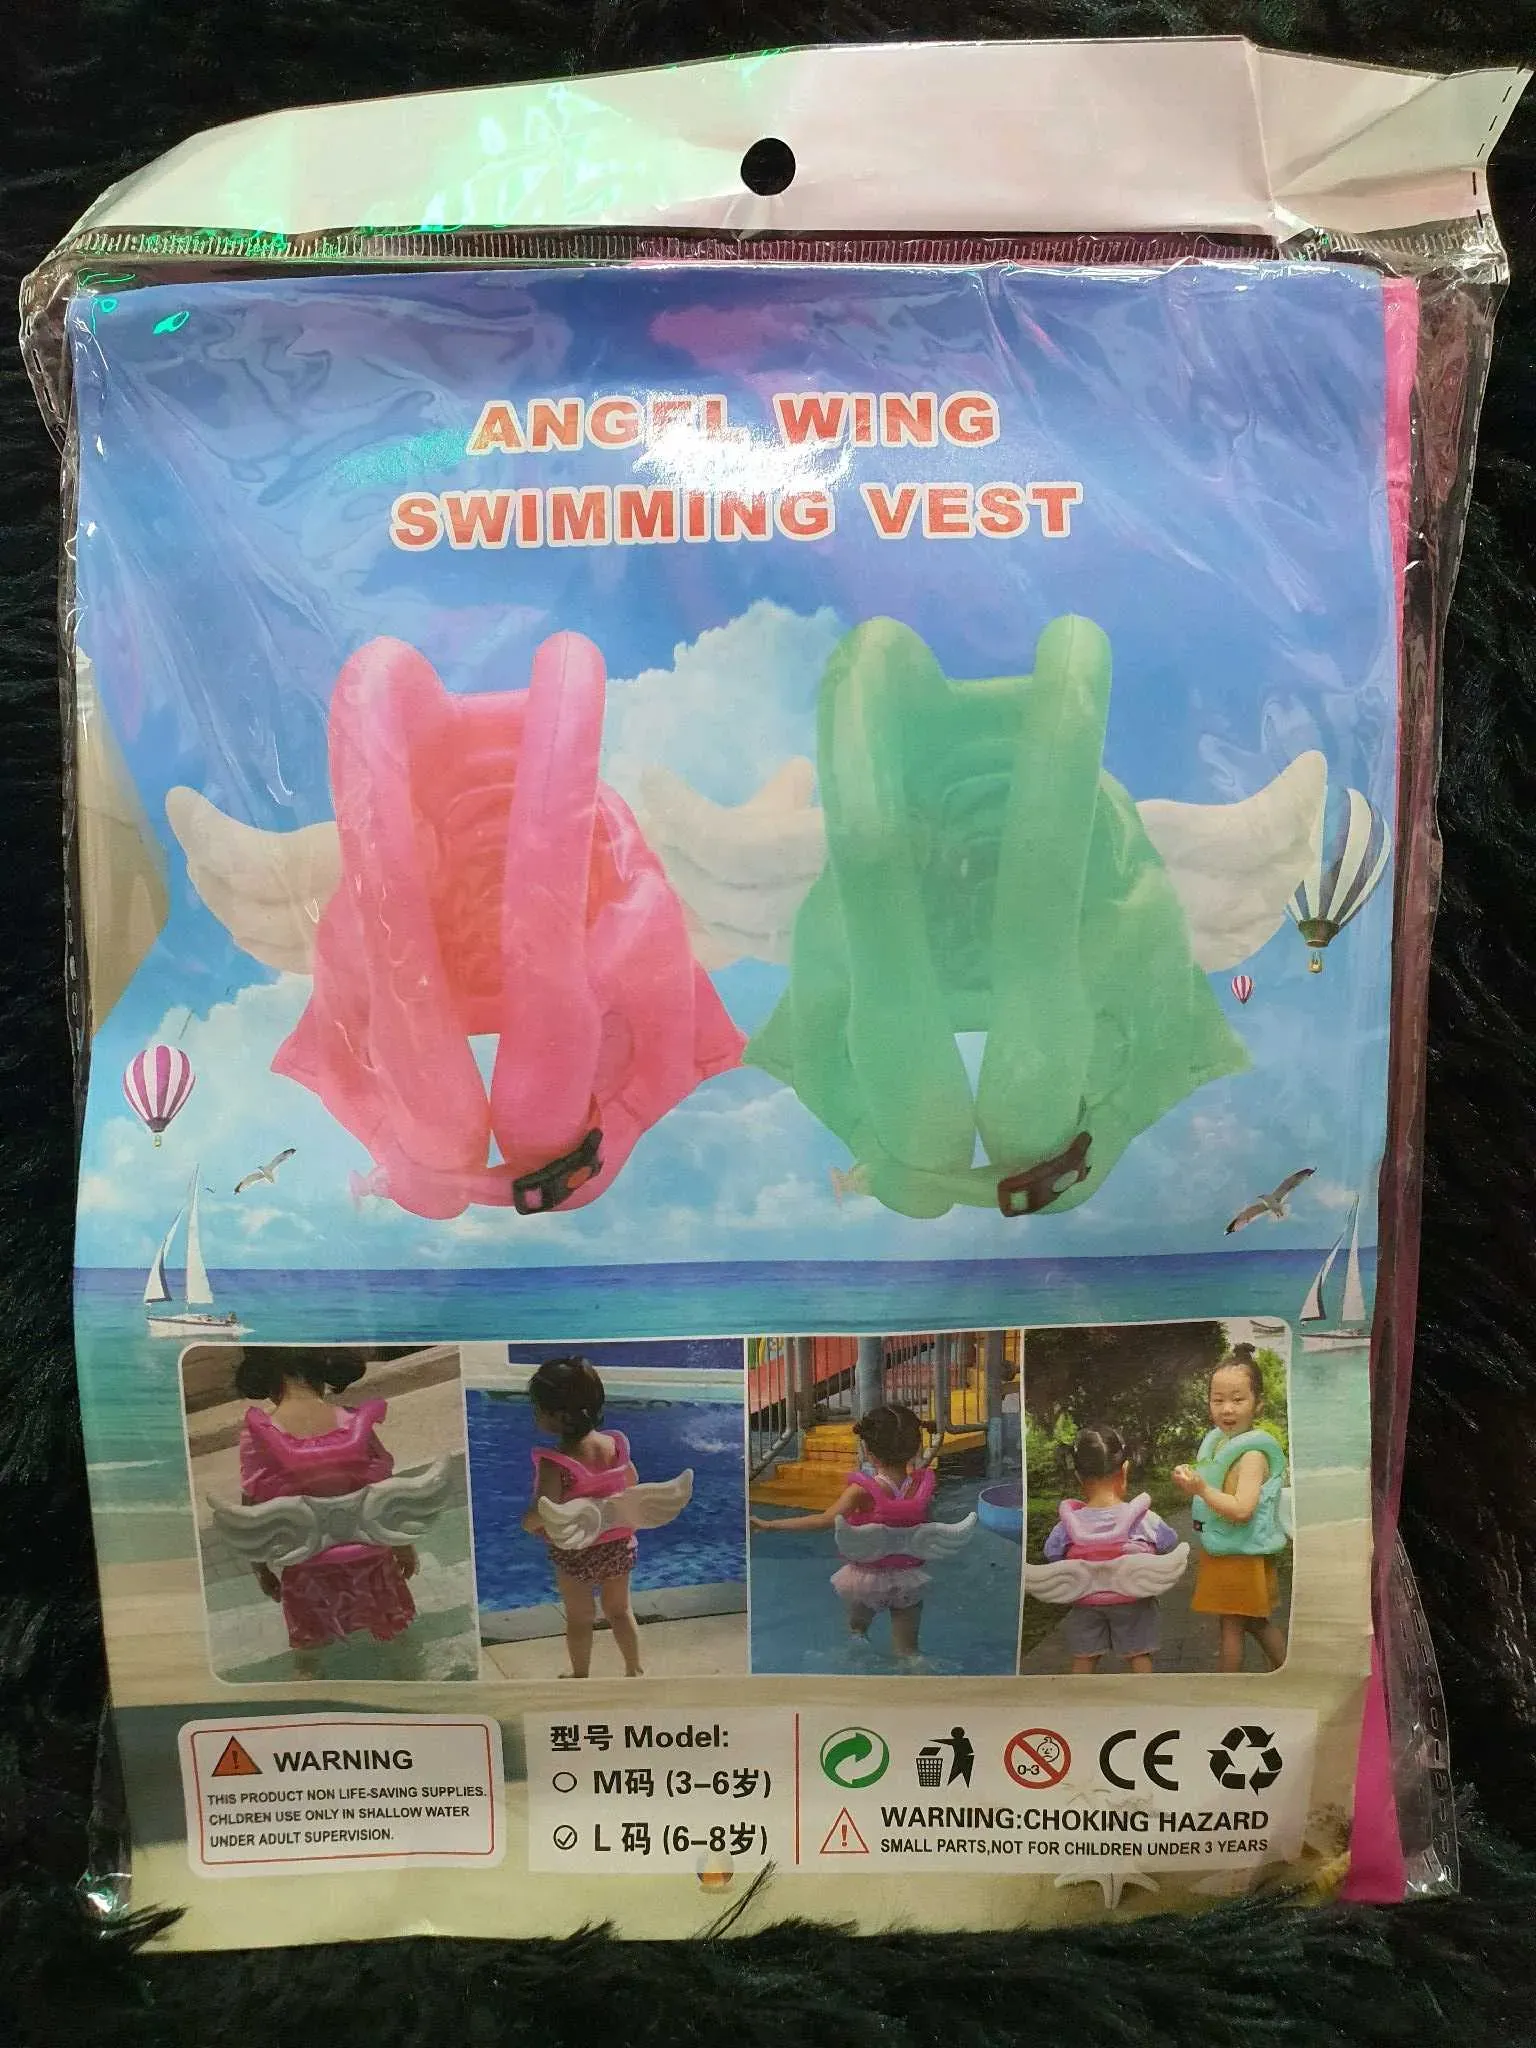 ANGEL WING
SWIMMING VEST
WARNING
THIS PRODUCT NON LIFE-SAVING SUPPLIES.
CHLDREN USE ONLY IN SHALLOW WATER
UNDER ADULT SUPERVISION.
型号 Model:
M码 (3-6岁)
L 码 (6-8岁)
0-3
CE
WARNING:CHOKING HAZARD
SMALL PARTS,NOT FOR CHILDREN UNDER 3 YEARS